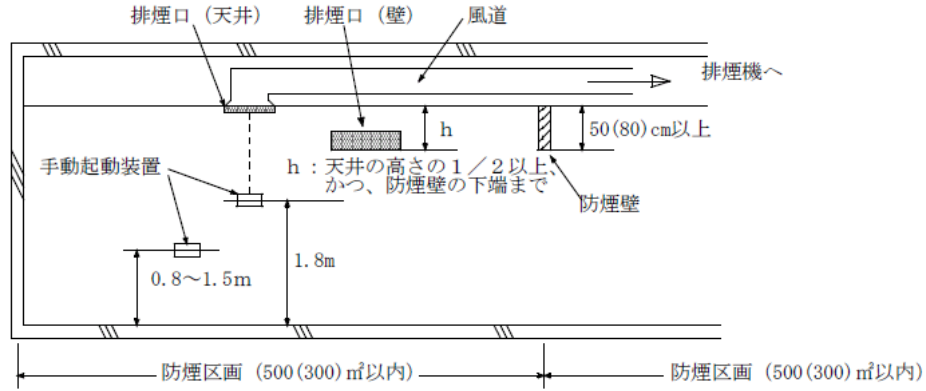 排煙口（天井）
排煙口（壁）
風道
排煙機へ
h
50(80)cm以上
手動起動装置
h：天井の高さの１／２以上、
かつ、防煙壁の下端まで
防煙壁
1.8m
0.8～1.5m
防煙区画（500(300)㎡以内）
防煙区画（500(300)㎡以内）